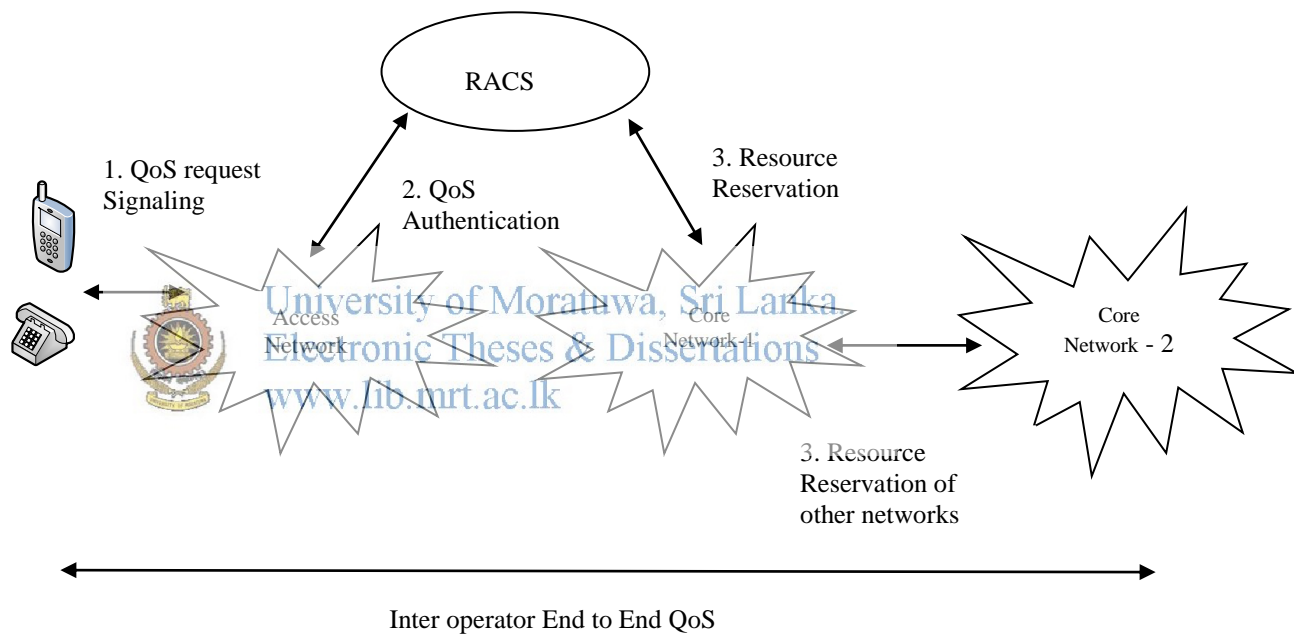 RACS
1. QoS request
Signaling
2. QoS
Authentication
3. Resource
Reservation
University of Moratuwa, Sri Lanka.
Electronic Theses & Dissertations
www.lib.mrt.ac.lk
Access
Network
Core
Network-1
Core
Network - 2
3. Resource
Reservation of
other networks
Inter operator End to End QoS